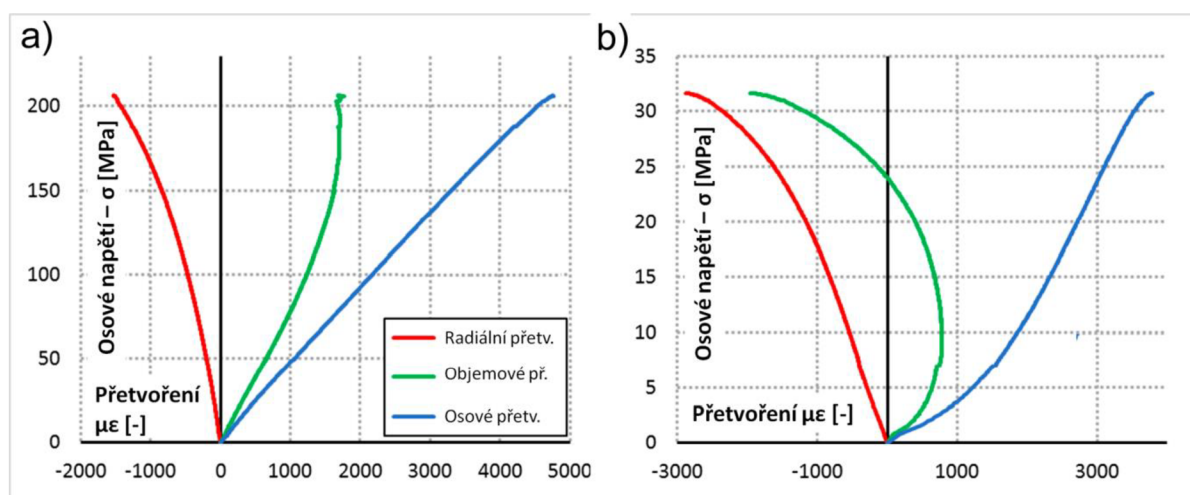 a)
200
150
100
50
0
-2000 -1000 0 1000 2000 3000 4000 5000
Osové napětí – σ [MPa]
Přetvoření
με [-]
Radiální přetv.
Objemové př.
Osové přetv.
b)
35
30
25
20
15
10
5
0
-3000 -1000 1000 3000
Osové napětí – σ [MPa]
Přetvoření με [-]